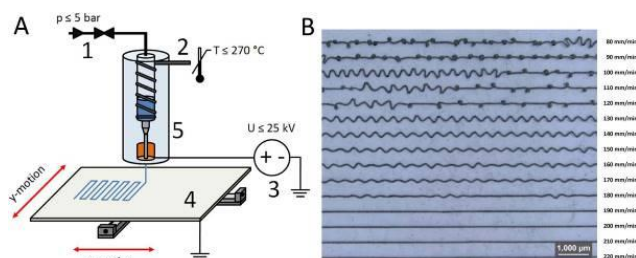 A
p ≤ 5 bar
1
2
T ≤ 270 °C
5
U ≤ 25 kV
+ -
3
4
y-motion
B
80 mm/min
90 mm/min
100 mm/min
110 mm/min
120 mm/min
130 mm/min
140 mm/min
150 mm/min
160 mm/min
170 mm/min
180 mm/min
190 mm/min
200 mm/min
210 mm/min
220 mm/min
1,000 µm